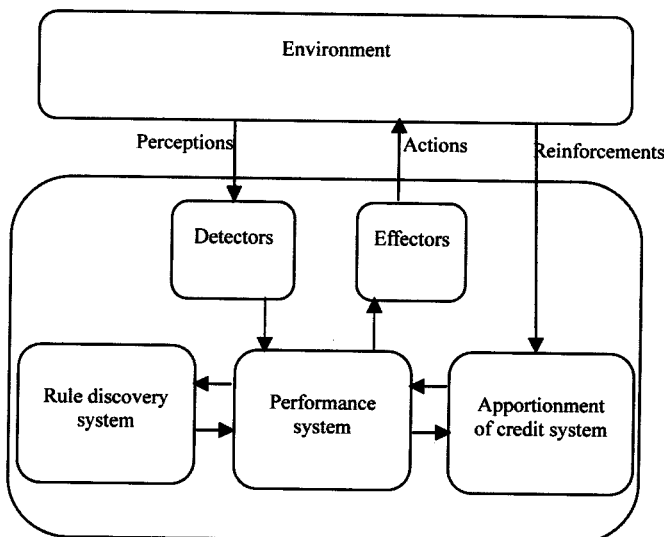 Environment
Perceptions
Actions
Reinforcements
Detectors
Effectors
Rule discovery
system
Performance
system
Apportionment
of credit system